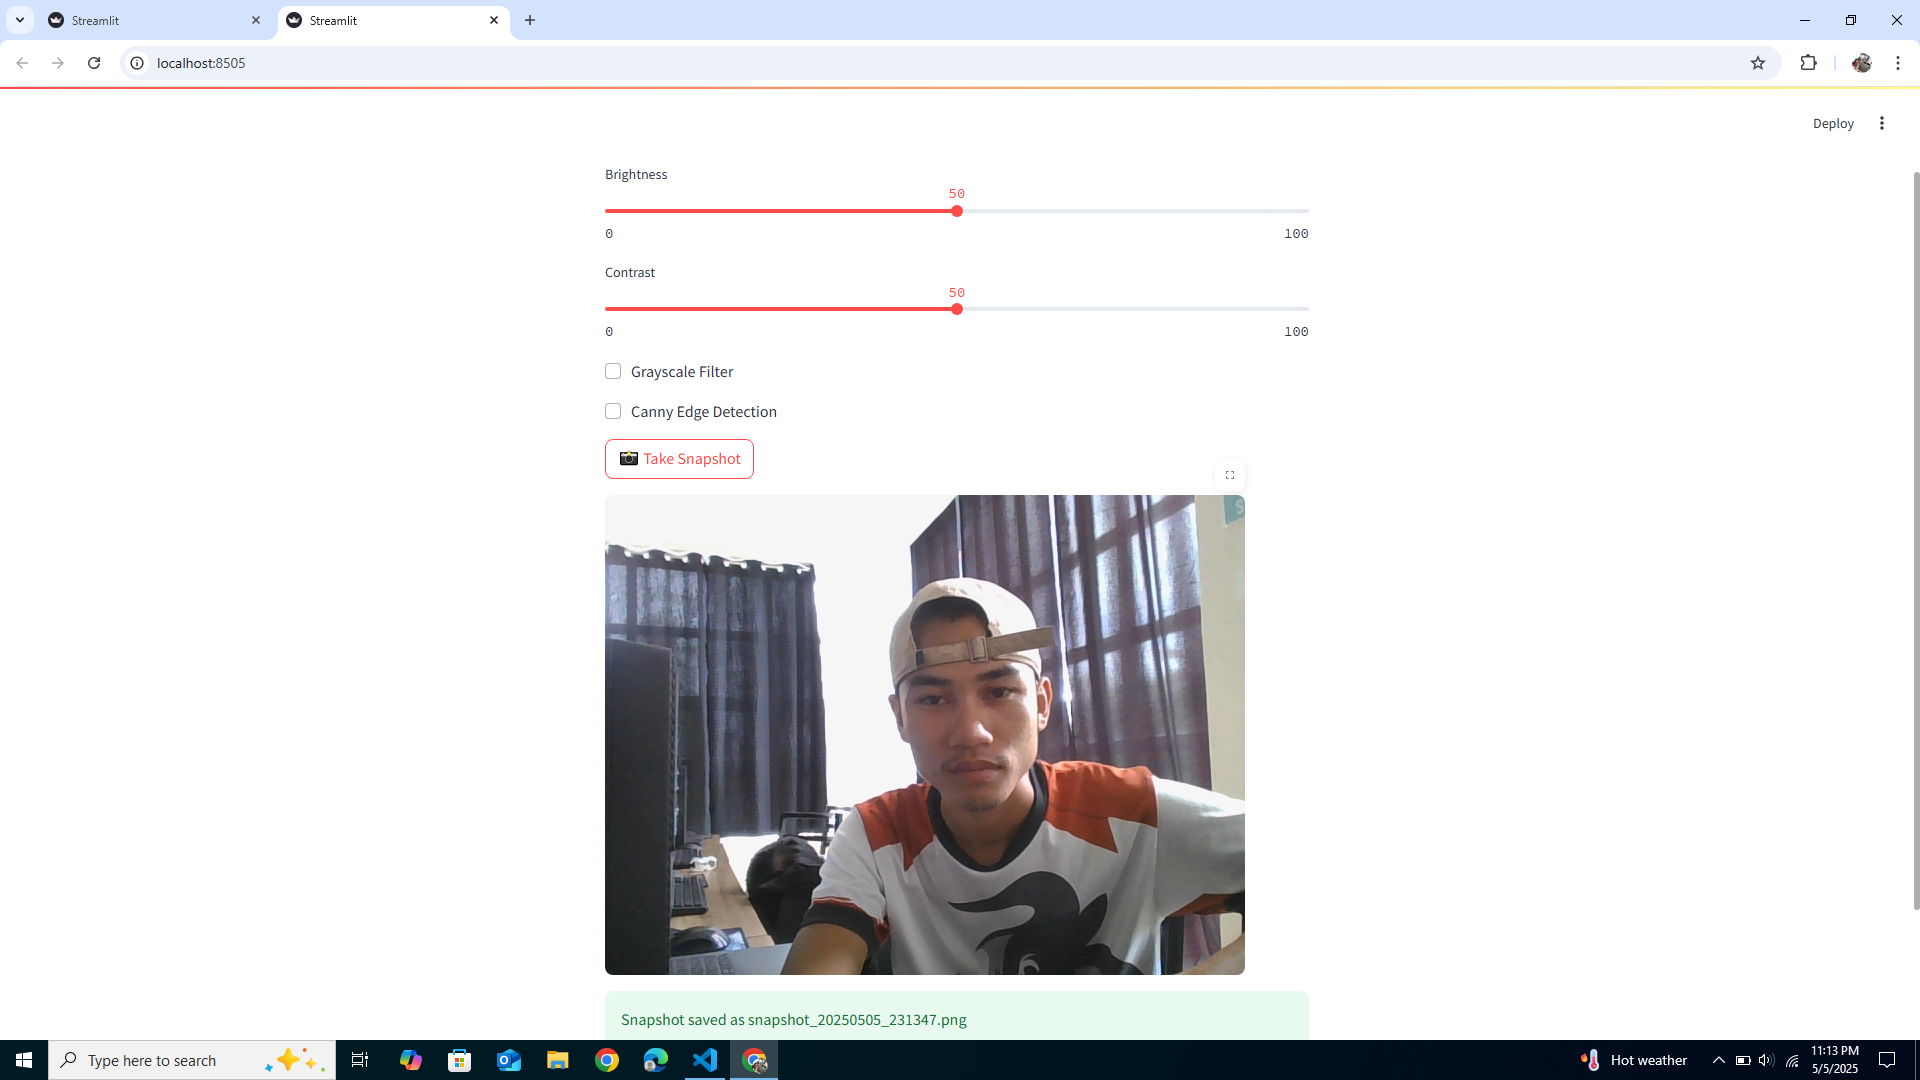 Streamlit
Streamlit
localhost:8505
Deploy
Brightness
50
0
100
Contrast
50
0
100
Grayscale Filter
Canny Edge Detection
Take Snapshot
S
Snapshot saved as snapshot_20250505_231347.png
Type here to search
Hot weather
11:13 PM
5/5/2025